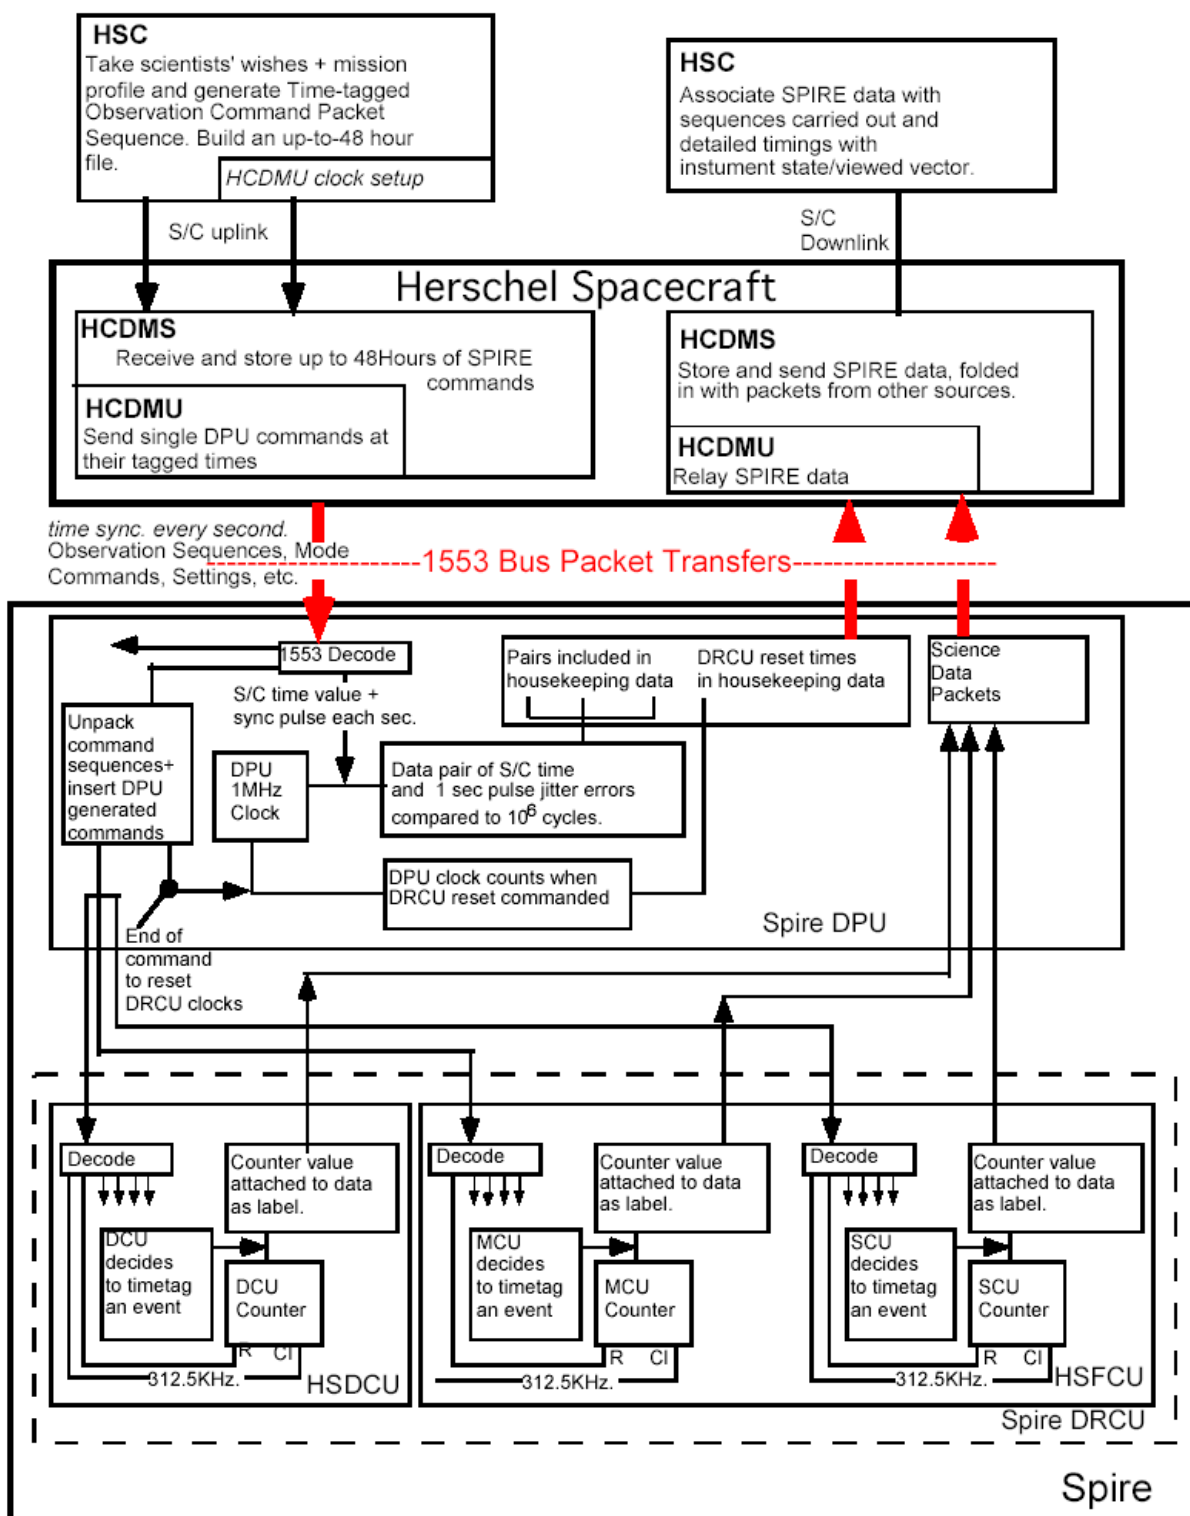 HSC
Take scientists' wishes + mission
profile and generate Time-tagged
Observation Command Packet
Sequence. Build an up-to-48 hour
file.
HCDMU clock setup
HSC
Associate SPIRE data with
sequences carried out and
detailed timings with
instument state/viewed vector.
S/C uplink
S/C
Downlink
Herschel Spacecraft
HCDMS
Receive and store up to 48Hours of SPIRE
commands
HCDMU
Send single DPU commands at
their tagged times
HCDMS
Store and send SPIRE data, folded
in with packets from other sources.
HCDMU
Relay SPIRE data
time sync. every second.
Observation Sequences, Mode
Commands, Settings, etc.
1553 Bus Packet Transfers
1553 Decode
S/C time value +
sync pulse each sec.
Pairs included in
housekeeping data
DRCU reset times
in housekeeping data
Science
Data
Packets
Unpack
command
sequences+
insert DPU
generated
commands
DPU
1MHz
Clock
Data pair of S/C time
and 1 sec pulse jitter errors
compared to 10^6 cycles.
DPU clock counts when
DRCU reset commanded
Spire DPU
End of
command
to reset
DRCU clocks
Decode
Counter value
attached to data
as label.
DCU
decides
to timetag
an event
DCU
Counter
R CI
312.5KHz.
HSDCU
Decode
Counter value
attached to data
as label.
MCU
decides
to timetag
an event
MCU
Counter
R CI
312.5KHz.
Decode
Counter value
attached to data
as label.
SCU
decides
to timetag
an event
SCU
Counter
R CI
312.5KHz.
HSFCU
Spire DRCU
Spire